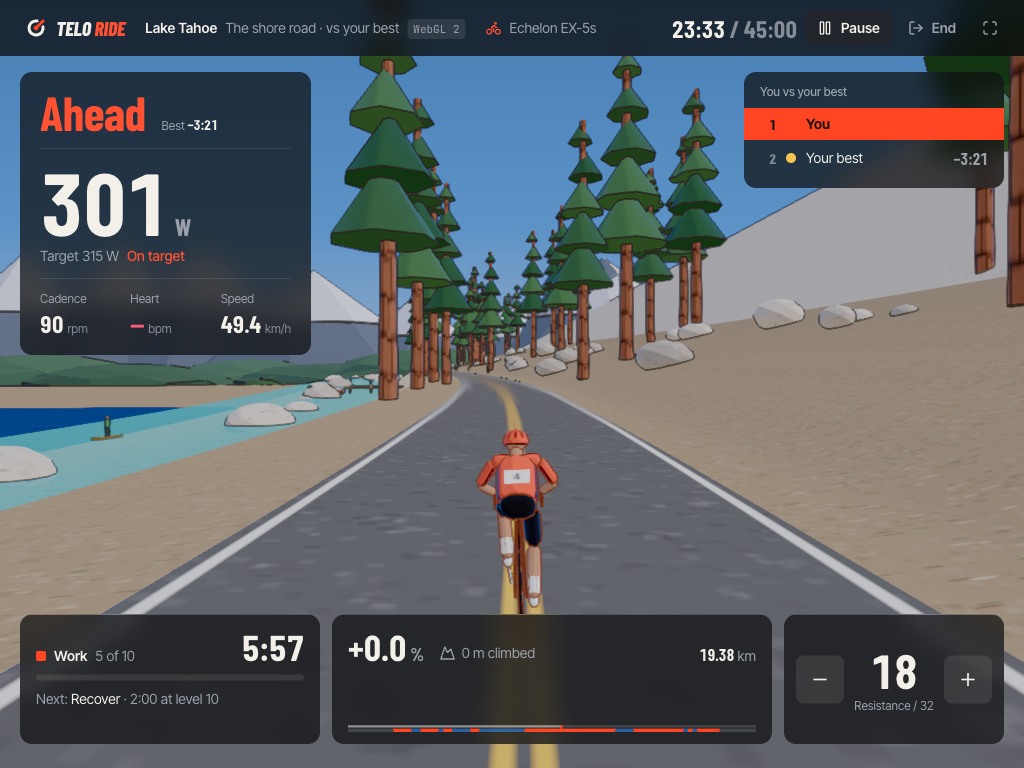 TELO RIDE Lake Tahoe The shore road · vs your best WebGL 2 Echelon EX-5s 23:33 / 45:00 Pause End
Ahead Best −3:21
301 W
Target 315 W On target
Cadence Heart Speed
90 rpm – bpm 49.4 km/h
You vs your best
1 You
2 Your best −3:21
4
Work 5 of 10 5:57
Next: Recover · 2:00 at level 10
+0.0 % 0 m climbed 19.38 km
− 18 +
Resistance / 32